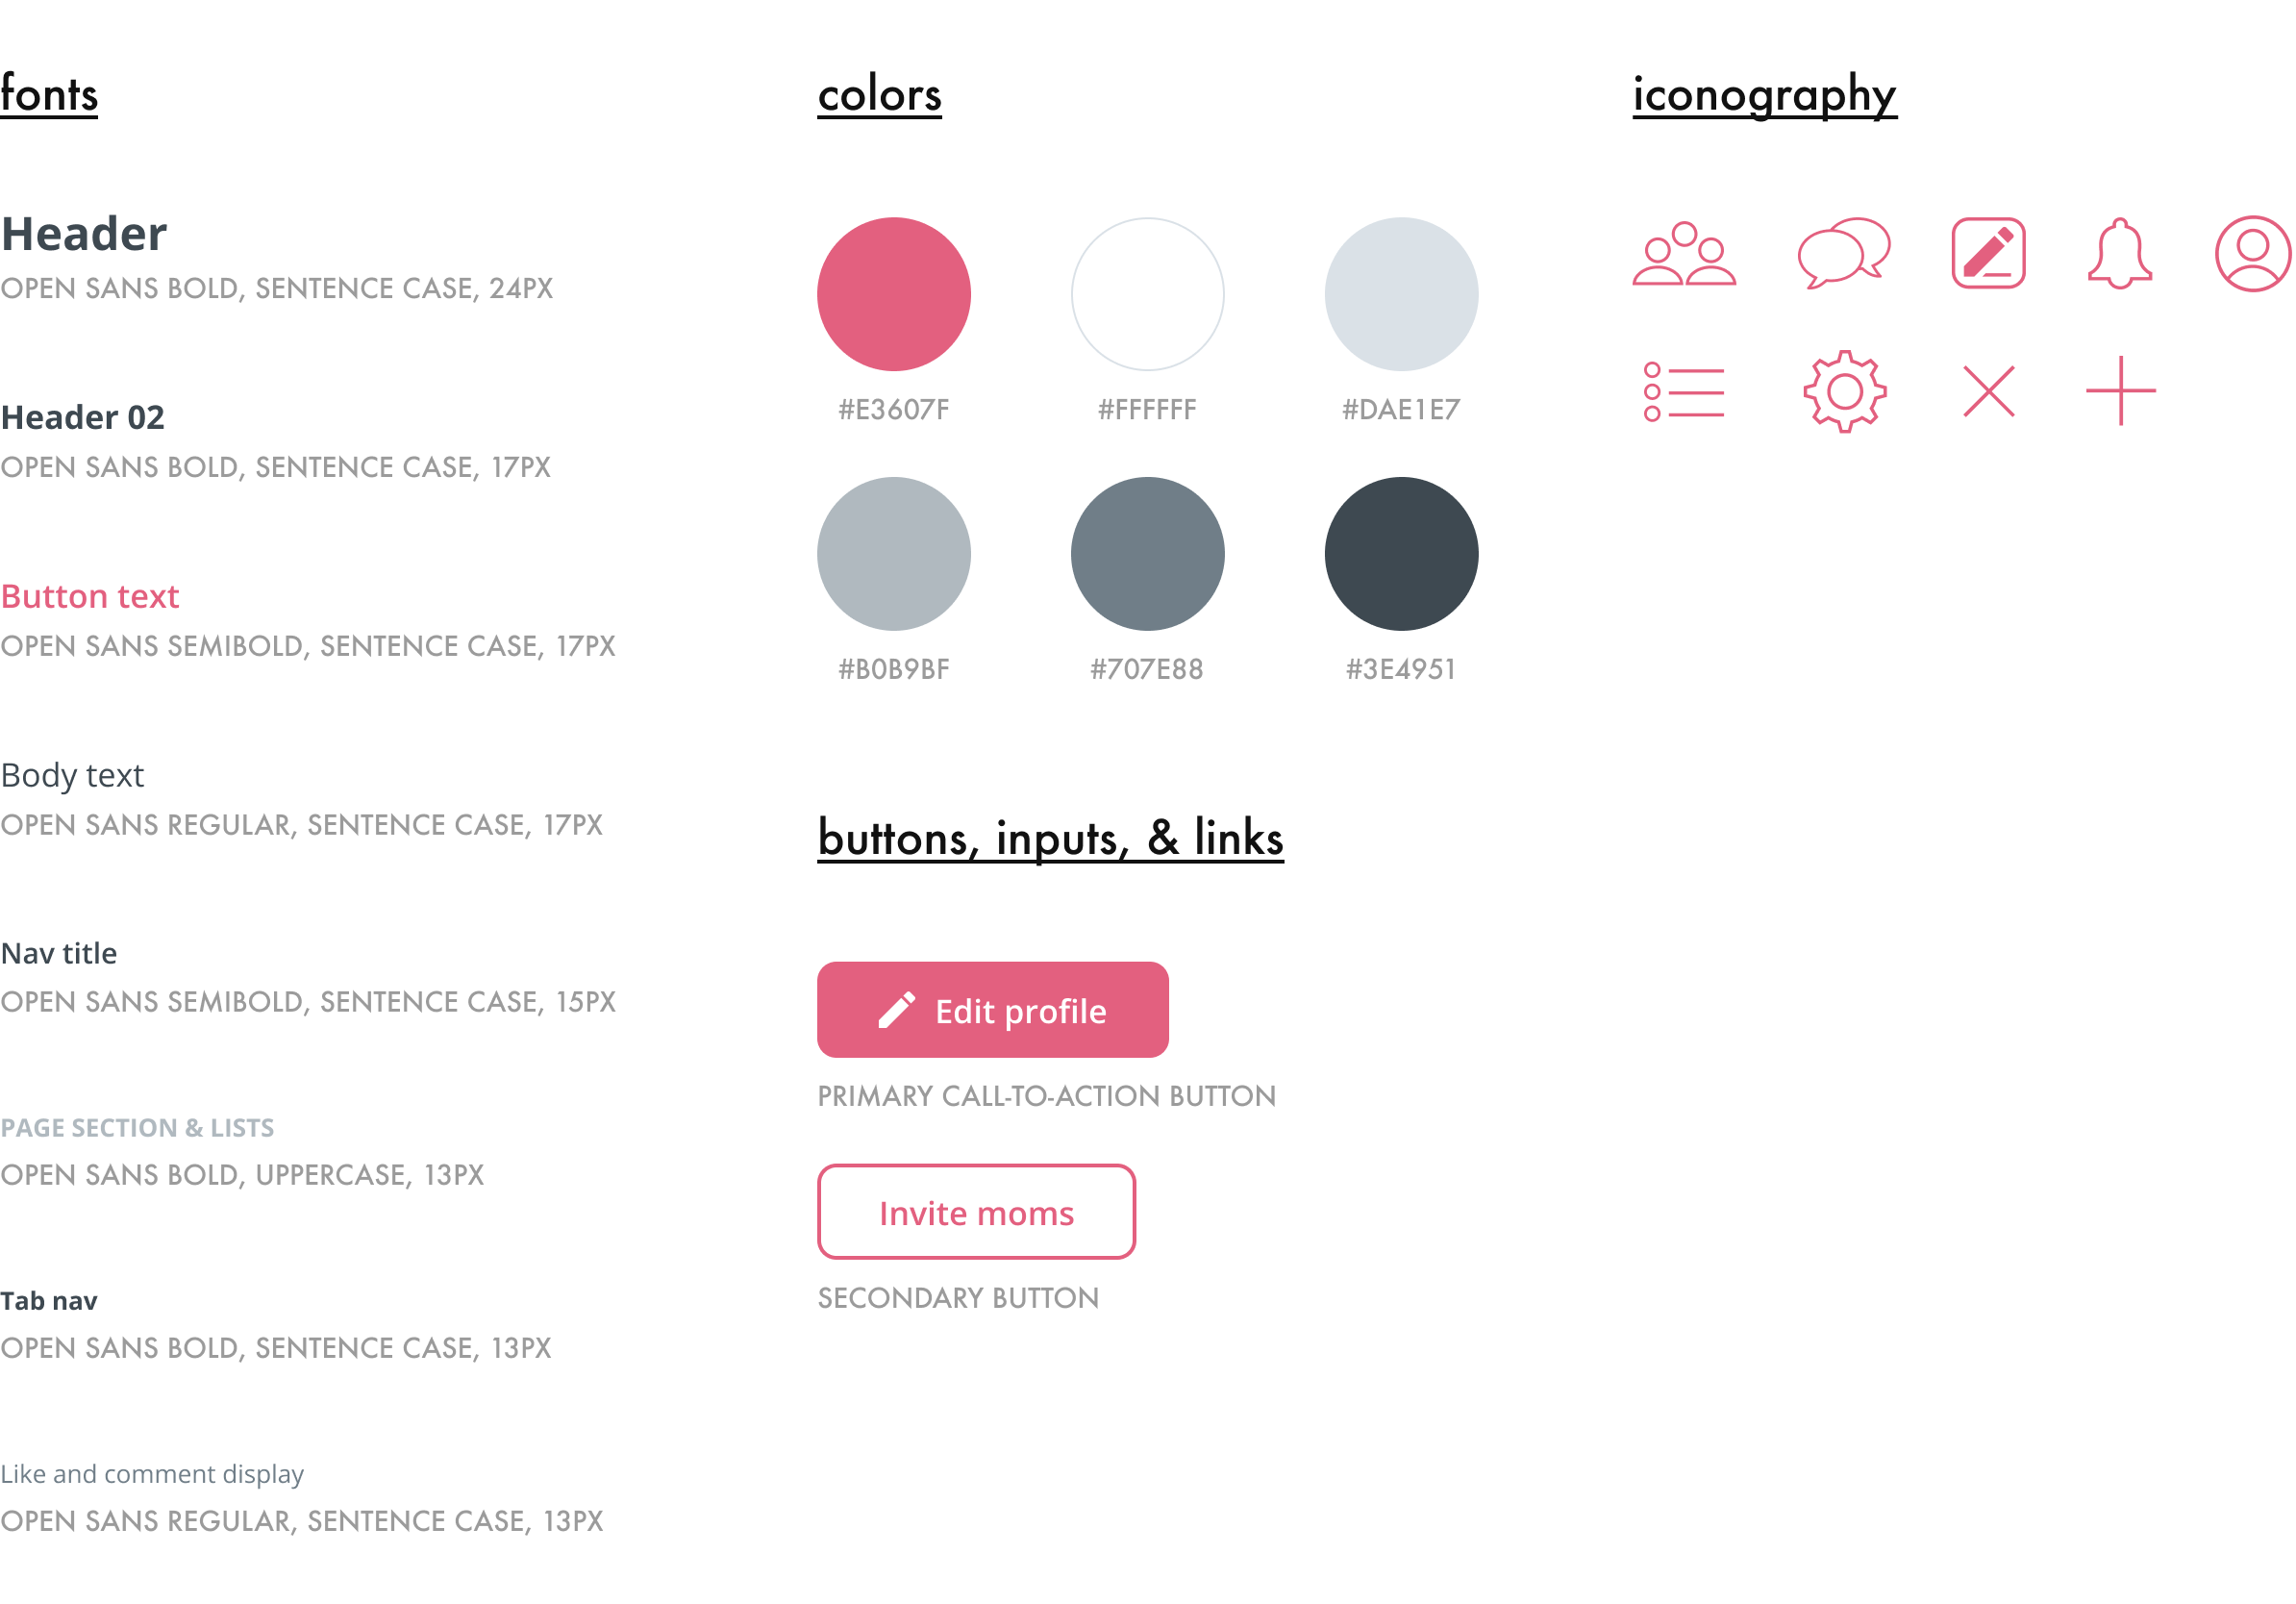 fonts
Header
OPEN SANS BOLD, SENTENCE CASE, 24PX
Header 02
OPEN SANS BOLD, SENTENCE CASE, 17PX
Button text
OPEN SANS SEMIBOLD, SENTENCE CASE, 17PX
Body text
OPEN SANS REGULAR, SENTENCE CASE, 17PX
Nav title
OPEN SANS SEMIBOLD, SENTENCE CASE, 15PX
PAGE SECTION & LISTS
OPEN SANS BOLD, UPPERCASE, 13PX
Tab nav
OPEN SANS BOLD, SENTENCE CASE, 13PX
Like and comment display
OPEN SANS REGULAR, SENTENCE CASE, 13PX
colors
#E3607F #FFFFFF #DAE1E7
#B0B9BF #707E88 #3E4951
buttons, inputs, & links
Edit profile
PRIMARY CALL-TO-ACTION BUTTON
Invite moms
SECONDARY BUTTON
iconography